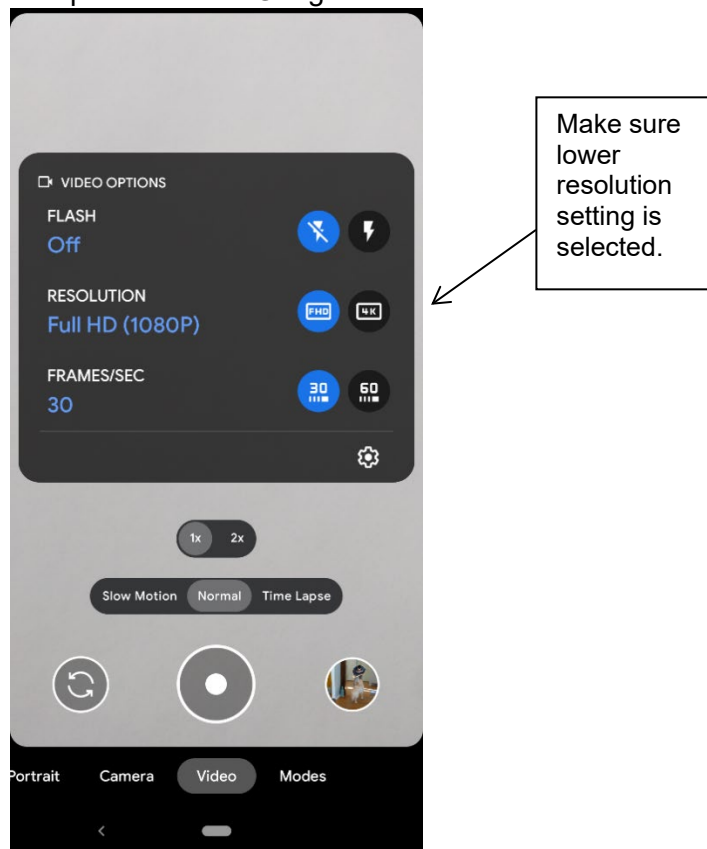 VIDEO OPTIONS
FLASH
Off
RESOLUTION
Full HD (1080P)
FHD
4K
FRAMES/SEC
30
30
60
1x 2x
Slow Motion Normal Time Lapse
Portrait Camera Video Modes
Make sure
lower
resolution
setting is
selected.